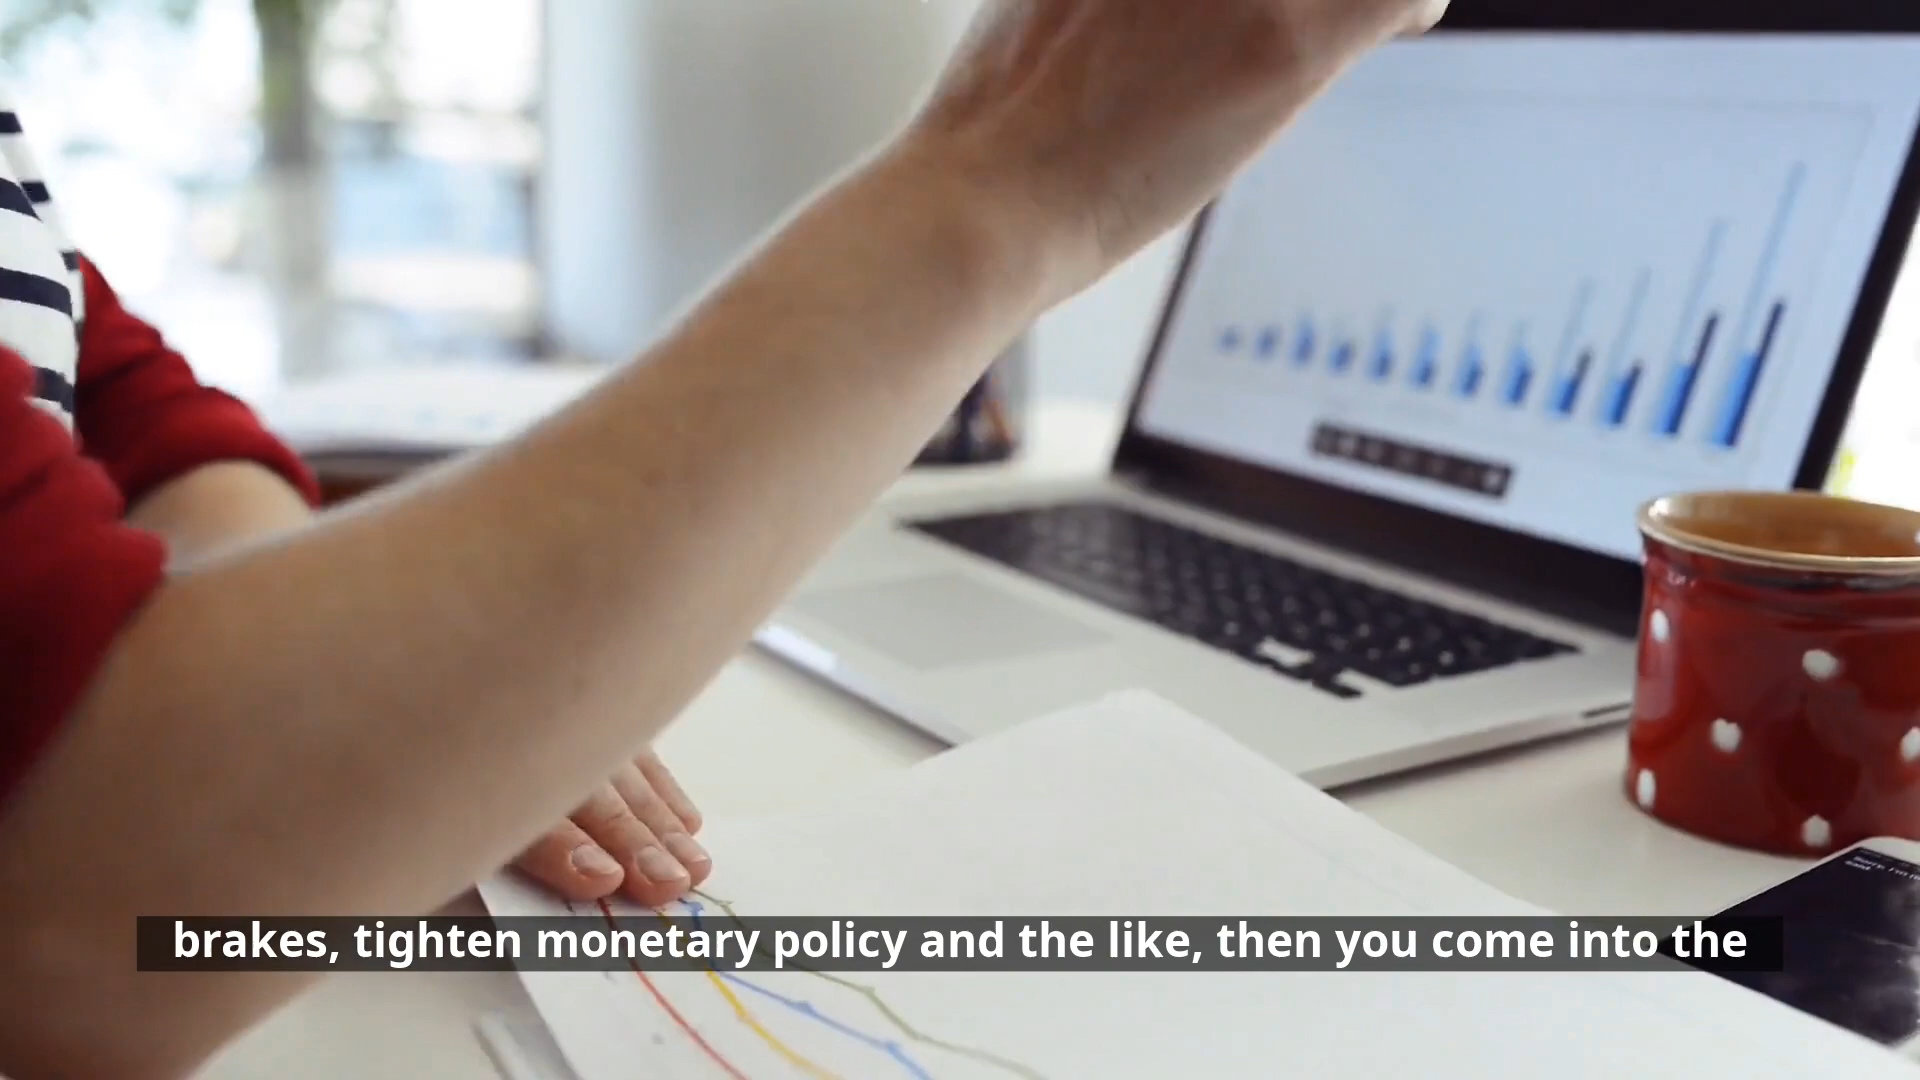 brakes, tighten monetary policy and the like, then you come into the